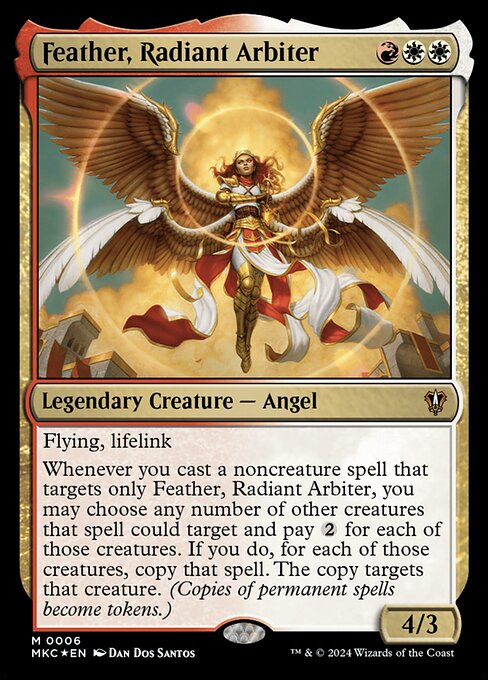 Feather, Radiant Arbiter
Legendary Creature — Angel
Flying, lifelink
Whenever you cast a noncreature spell that
targets only Feather, Radiant Arbiter, you
may choose any number of other creatures
that spell could target and pay 2 for each of
those creatures. If you do, for each of those
creatures, copy that spell. The copy targets
that creature. (Copies of permanent spells
become tokens.)
4/3
M 0006
MKC★EN Dan Dos Santos
™ & © 2024 Wizards of the Coast